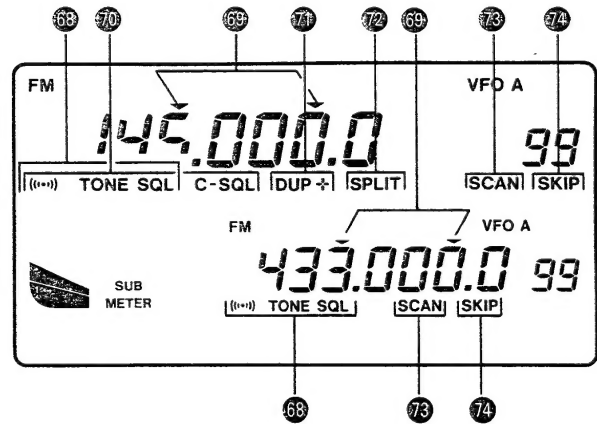 68 70 69 71 72 69 73 74
FM VFO A
145.000.0 99
((•)) TONE SQL C-SQL DUP ÷ SPLIT SCAN SKIP
FM VFO A
433.000.0 99
SUB
METER
((•)) TONE SQL SCAN SKIP
68 73 74